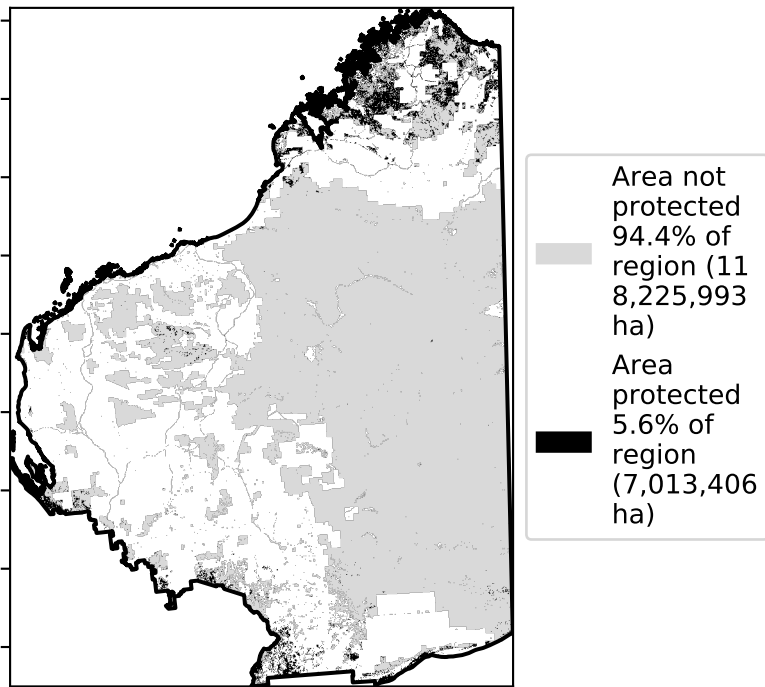 Area not
protected
94.4% of
region (11
8,225,993
ha)
Area
protected
5.6% of
region
(7,013,406
ha)